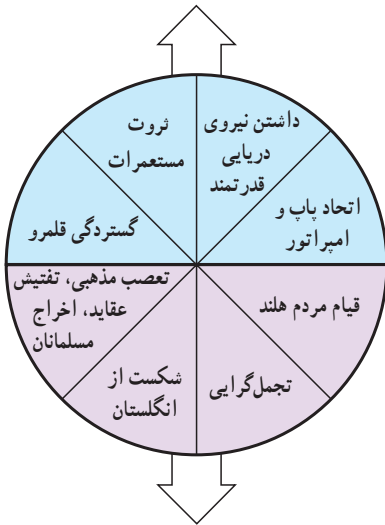 داشتن نیروی
دریایی
قدرتمند
ثروت
مستعمرات
اتحاد پاپ و
امپراتور
گستردگی قلمرو
تعصب مذهبی، تفتیش
عقاید، اخراج
مسلمانان
قیام مردم هلند
شکست از
انگلستان
تجمل‌گرایی